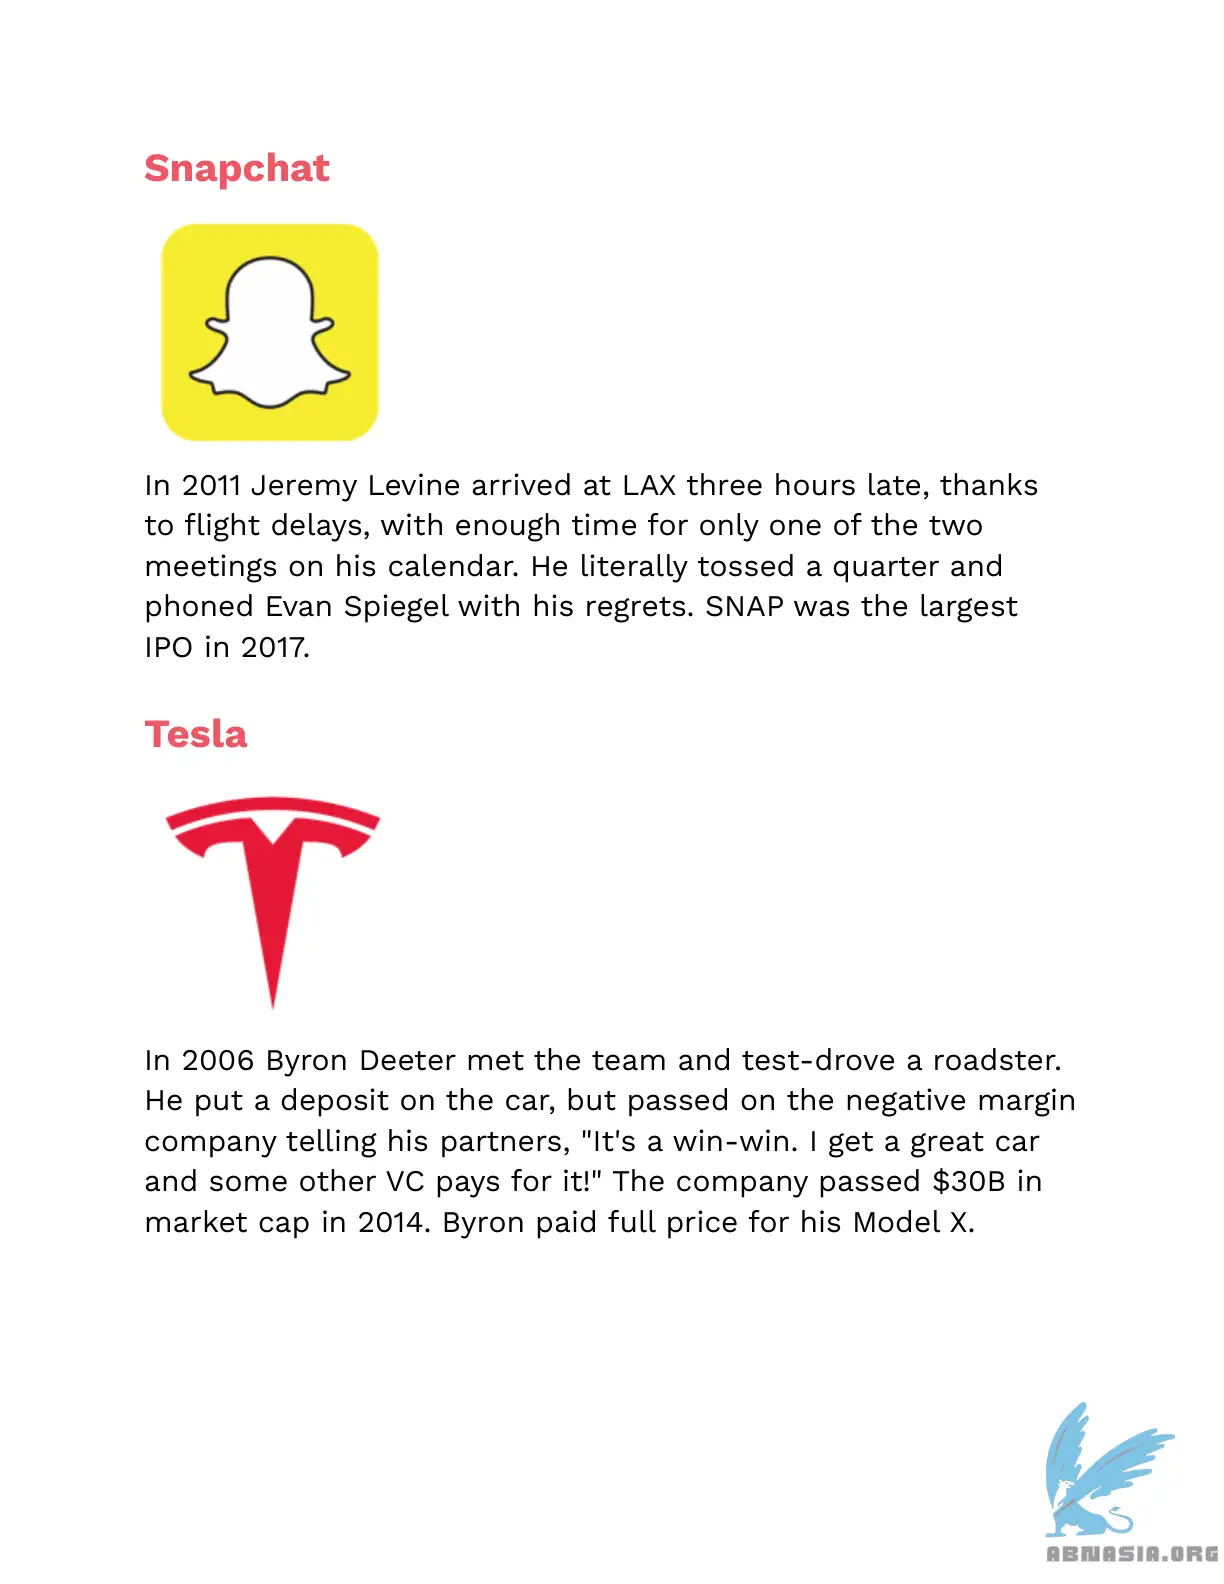 Snapchat
In 2011 Jeremy Levine arrived at LAX three hours late, thanks
to flight delays, with enough time for only one of the two
meetings on his calendar. He literally tossed a quarter and
phoned Evan Spiegel with his regrets. SNAP was the largest
IPO in 2017.
Tesla
In 2006 Byron Deeter met the team and test-drove a roadster.
He put a deposit on the car, but passed on the negative margin
company telling his partners, "It's a win-win. I get a great car
and some other VC pays for it!" The company passed $30B in
market cap in 2014. Byron paid full price for his Model X.
ABNASIA.ORG